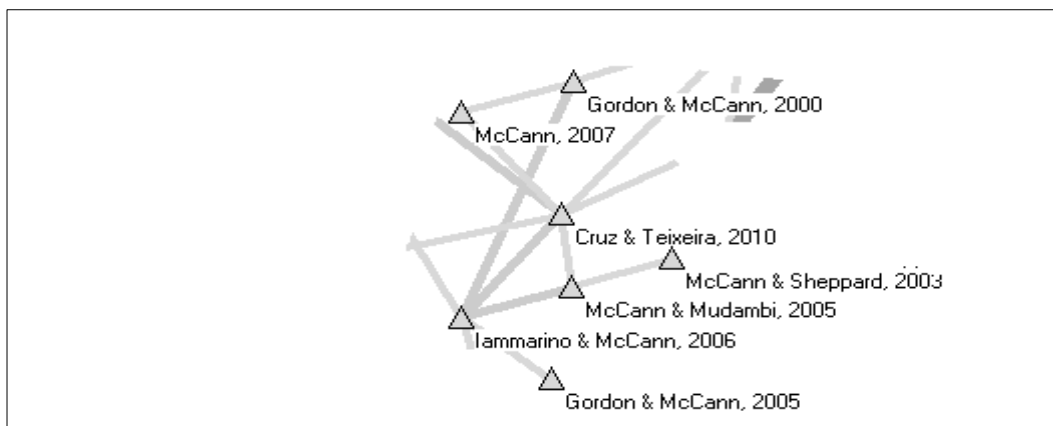 Gordon & McCann, 2000
McCann, 2007
Cruz & Teixeira, 2010
McCann & Sheppard, 2003
McCann & Mudambi, 2005
Iammarino & McCann, 2006
Gordon & McCann, 2005